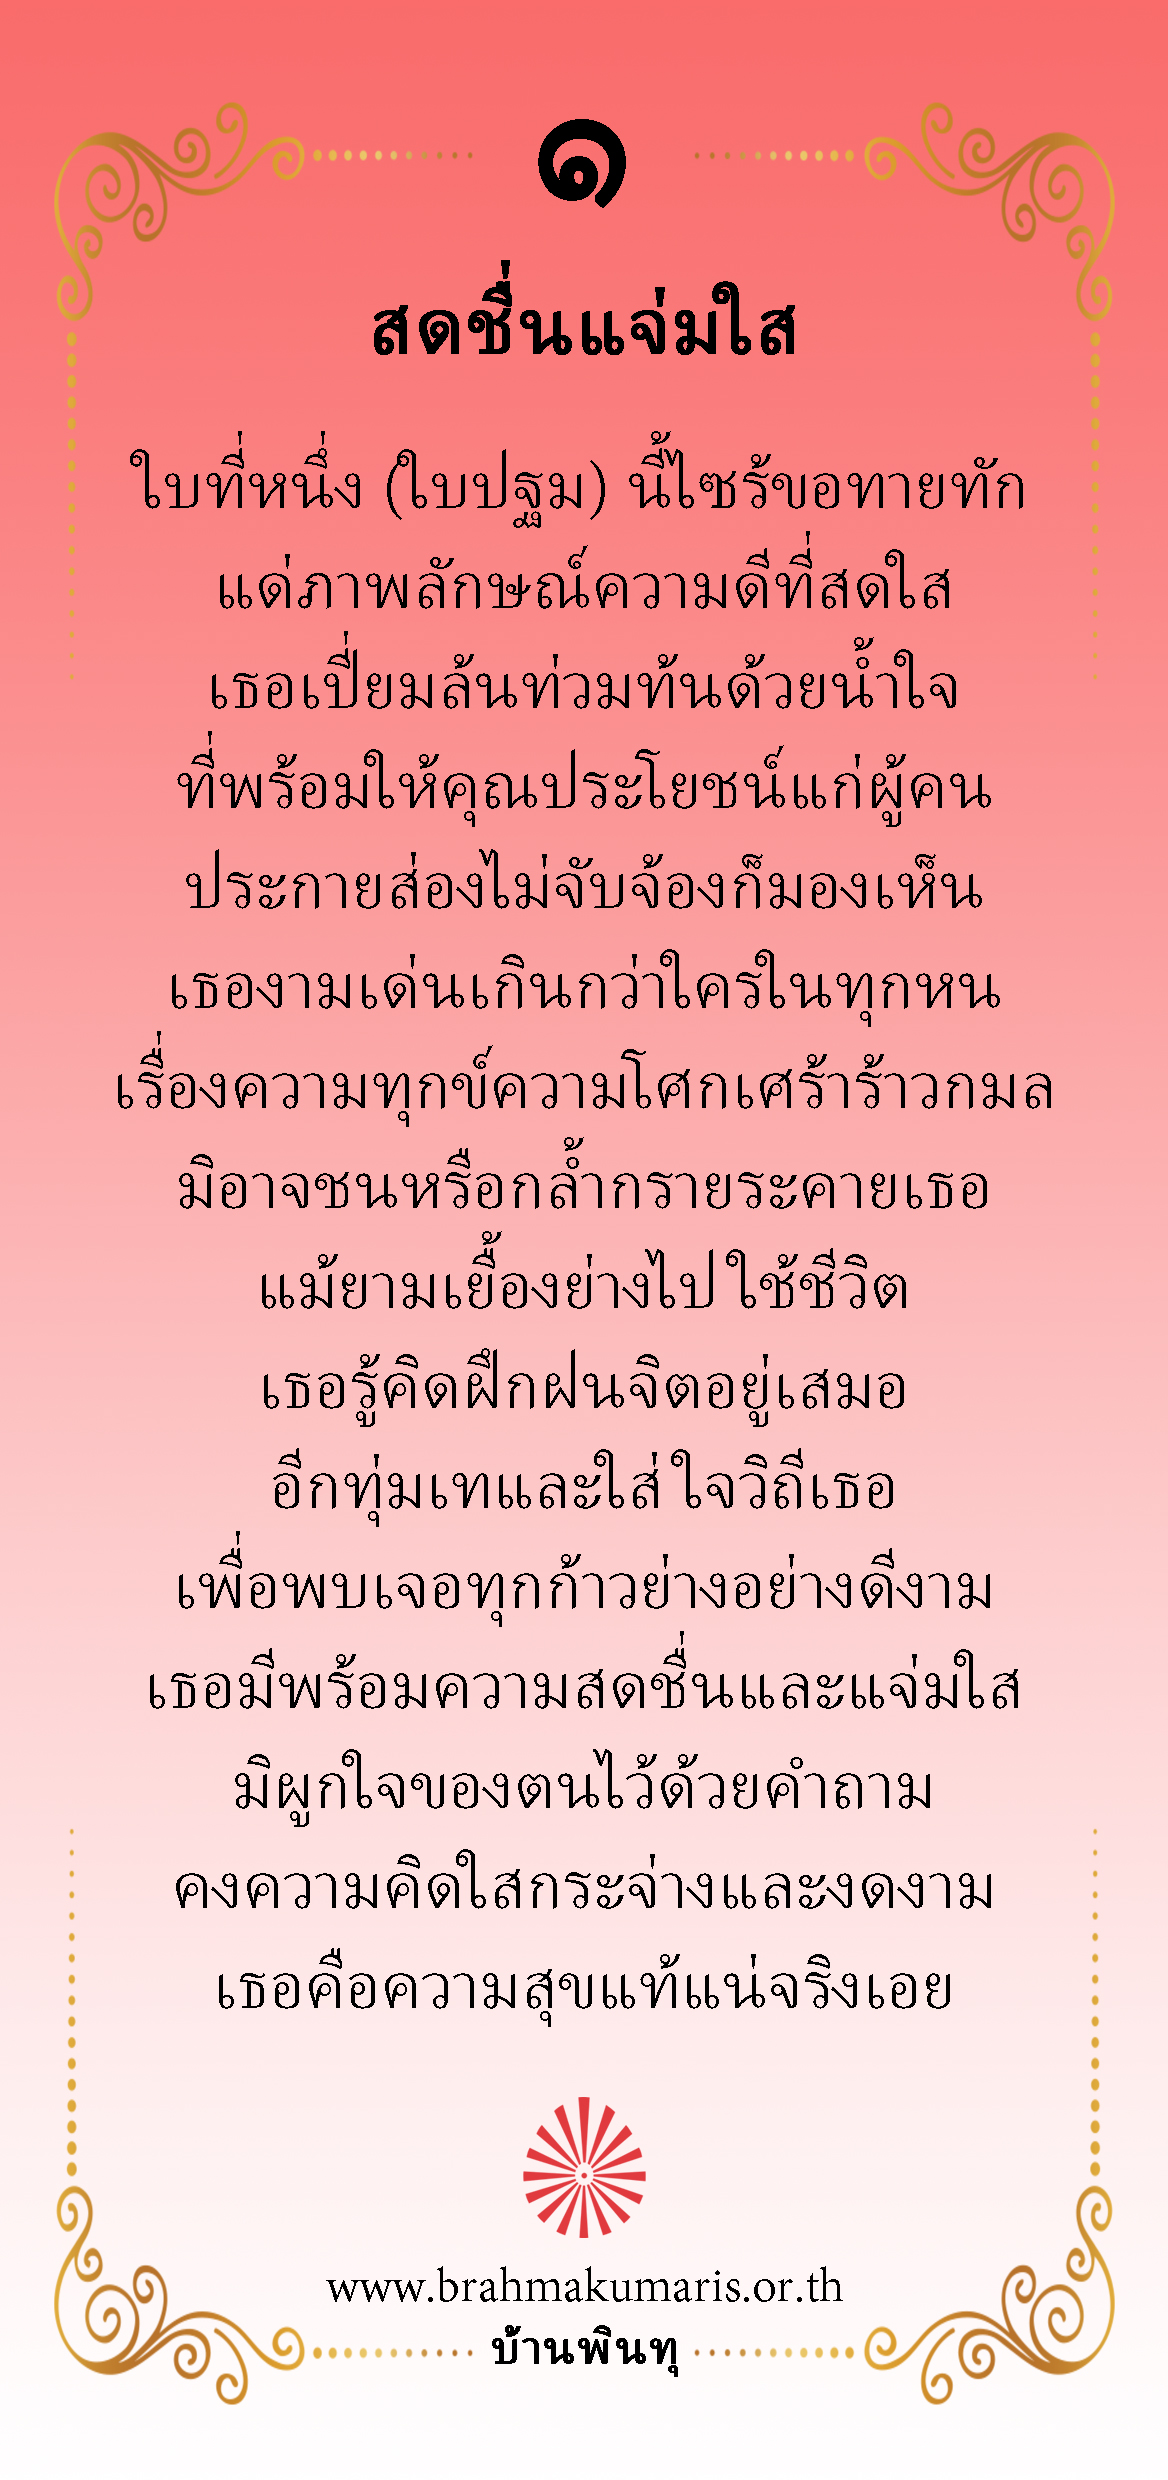 ๑
สดชื่นแจ่มใส
ใบที่หนึ่ง (ใบปฐม) นี้ไซร้ขอทายทัก
แด่ภาพลักษณ์ความดีที่สดใส
เธอเปี่ยมล้นท่วมท้นด้วยน้ำใจ
ที่พร้อมให้คุณประโยชน์แก่ผู้คน
ประกายส่องไม่จับจ้องก็มองเห็น
เธองามเด่นเกินกว่าใครในทุกหน
เรื่องความทุกข์ความโศกเศร้าร้าวกมล
มิอาจชนหรือกล้ำกรายระคายเธอ
แม้ยามเยื้องย่างไปใช้ชีวิต
เธอรู้คิดฝึกฝนจิตอยู่เสมอ
อีกทุ่มเทและใส่ใจวิถีเธอ
เพื่อพบเจอทุกก้าวย่างอย่างดีงาม
เธอมีพร้อมความสดชื่นและแจ่มใส
มิผูกใจของตนไว้ด้วยคำถาม
คงความคิดใสกระจ่างและงดงาม
เธอคือความสุขแท้แน่จริงเอย
www.brahmakumaris.or.th
บ้านพินทุ